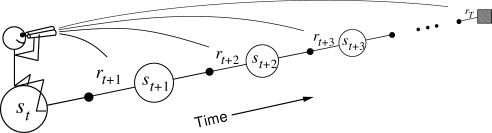 r_T
r_{t+3}
s_{t+3}
r_{t+2}
s_{t+2}
r_{t+1}
s_{t+1}
s_t
Time